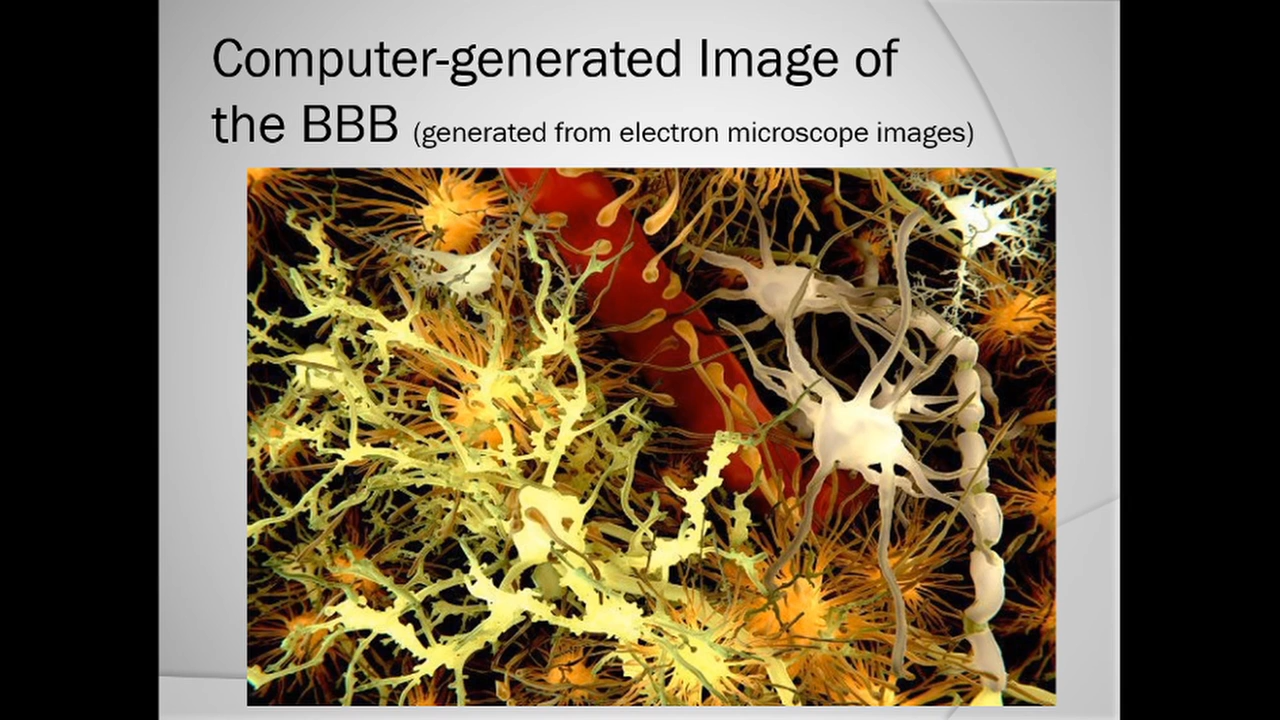 Computer-generated Image of
the BBB (generated from electron microscope images)